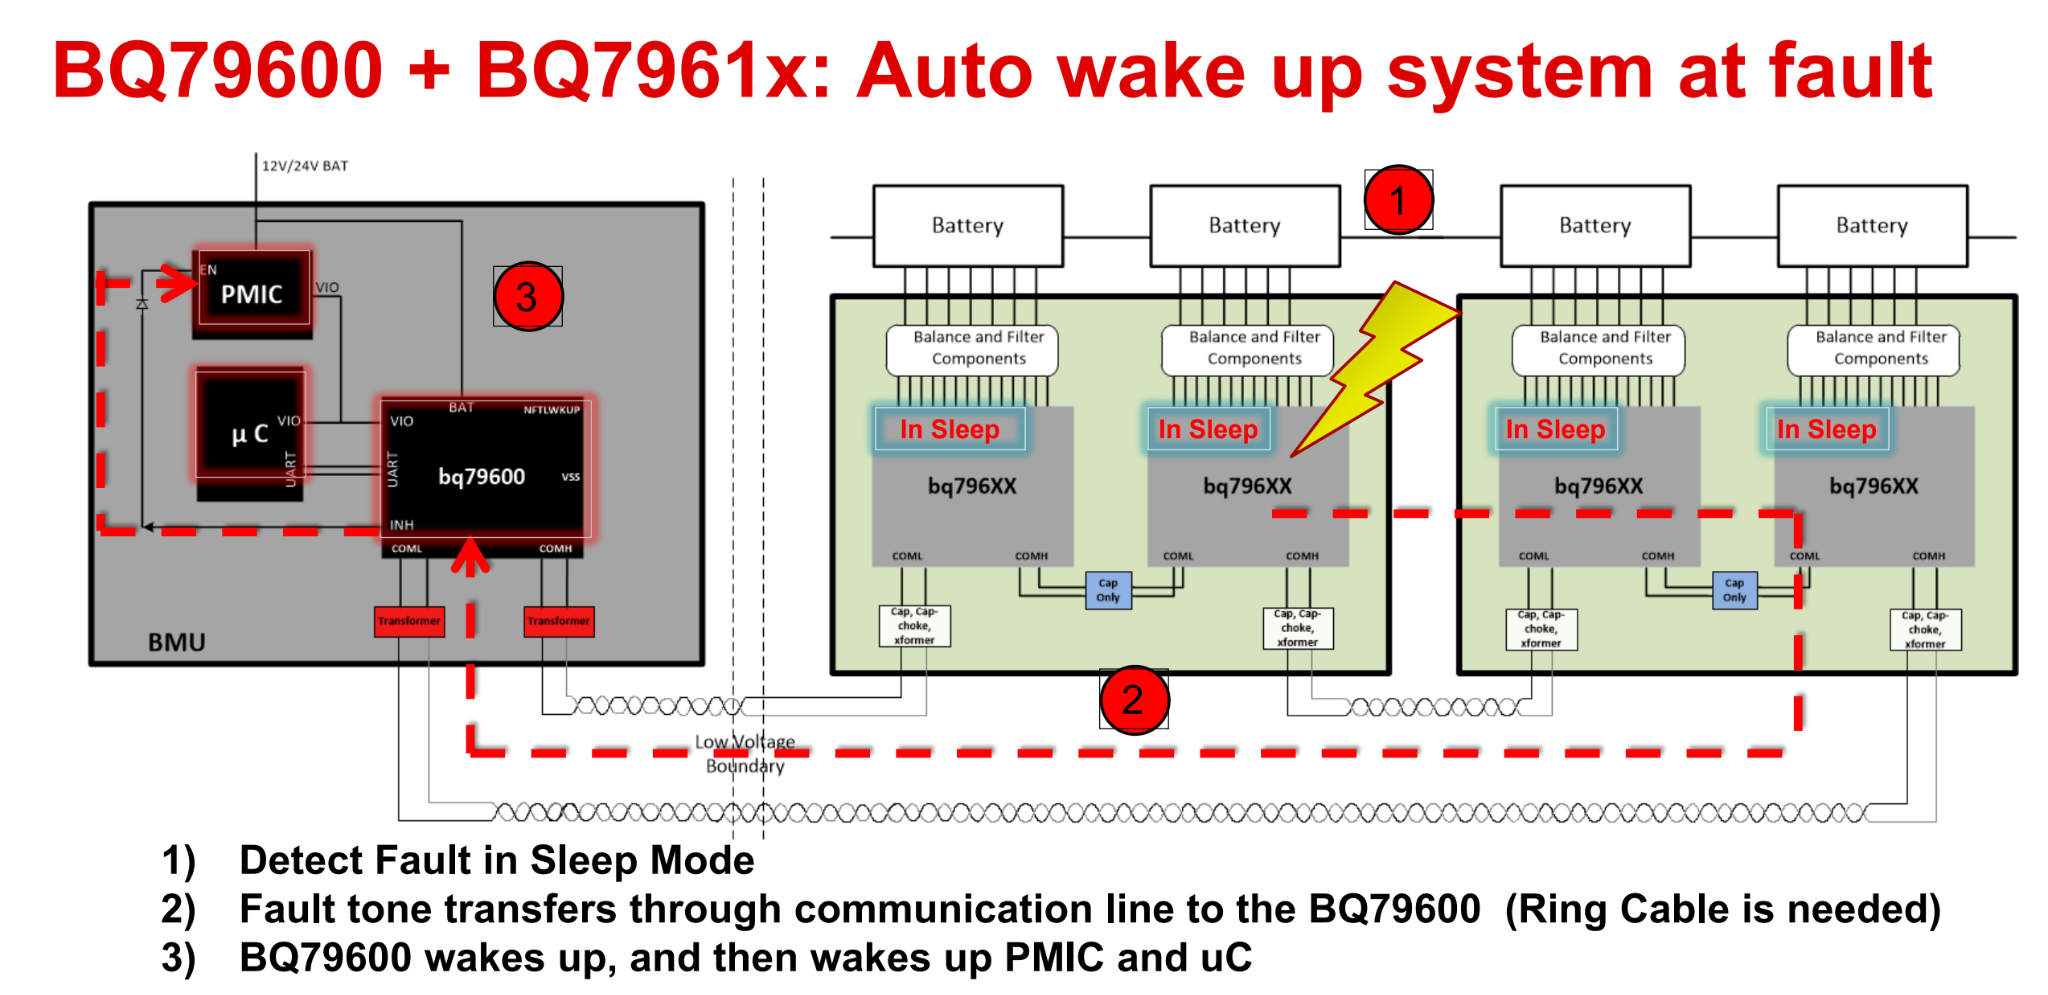 BQ79600 + BQ7961x: Auto wake up system at fault
12V/24V BAT
EN
PMIC
VIO
3
µ C
VIO
UART
BAT
NFTLWKUP
VIO
UART
bq79600
VSS
INH
COML
COMH
Transformer
Transformer
BMU
Low Voltage
Boundary
1
2
Battery
Battery
Battery
Battery
Balance and Filter
Components
Balance and Filter
Components
Balance and Filter
Components
Balance and Filter
Components
In Sleep
In Sleep
In Sleep
In Sleep
bq796XX
bq796XX
bq796XX
bq796XX
COML
COMH
COML
COMH
COML
COMH
COML
COMH
Cap
Only
Cap
Only
Cap, Cap-
choke,
xformer
Cap, Cap-
choke,
xformer
Cap, Cap-
choke,
xformer
Cap, Cap-
choke,
xformer
1) Detect Fault in Sleep Mode
2) Fault tone transfers through communication line to the BQ79600 (Ring Cable is needed)
3) BQ79600 wakes up, and then wakes up PMIC and uC